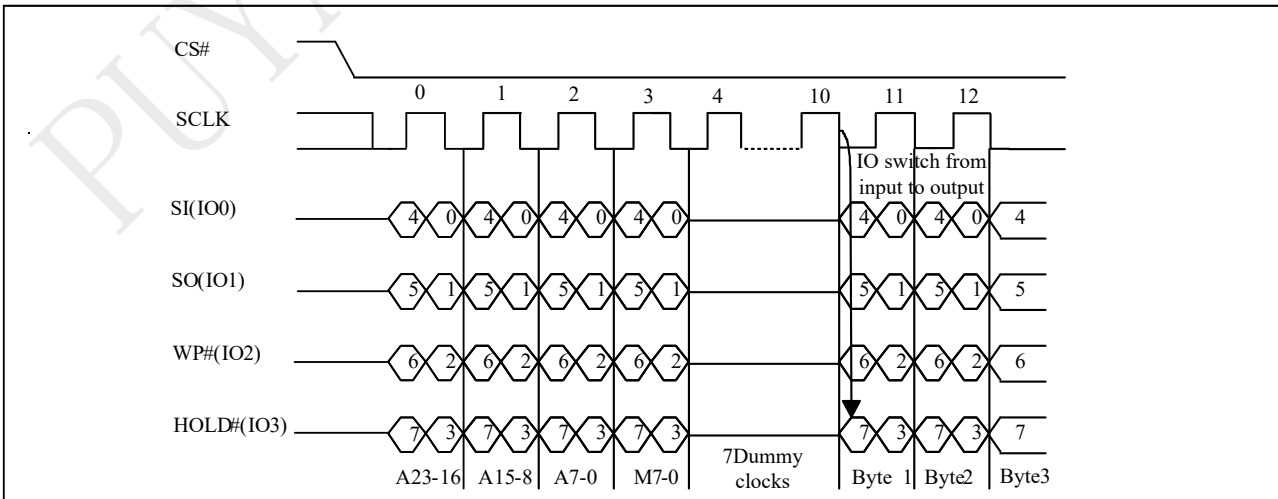 PUYA
CS#
0 1 2 3 4 10 11 12
SCLK
IO switch from
input to output
SI(IO0) 4 0 4 0 4 0 4 0 4 0 4 0 4
SO(IO1) 5 1 5 1 5 1 5 1 5 1 5 1 5
WP#(IO2) 6 2 6 2 6 2 6 2 6 2 6 2 6
HOLD#(IO3) 7 3 7 3 7 3 7 3 7 3 7 3 7
A23-16 A15-8 A7-0 M7-0 7Dummy Byte 1 Byte2 Byte3
clocks